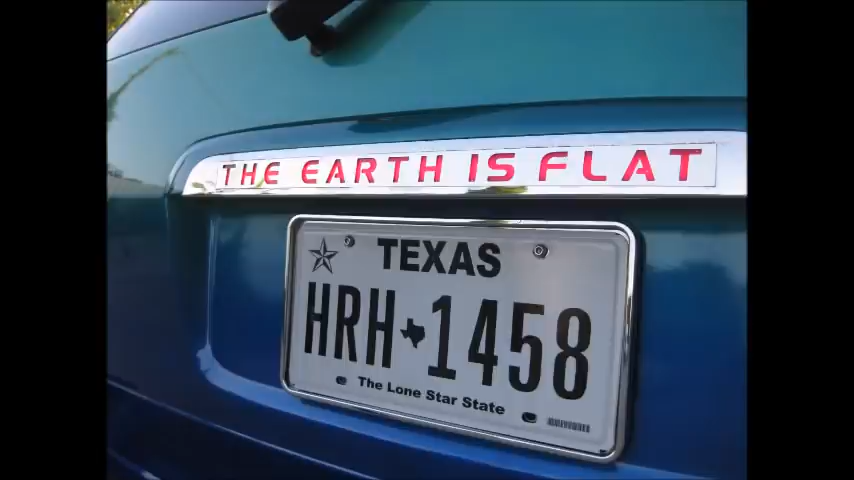 THE EARTH IS FLAT
TEXAS
HRH 1458
The Lone Star State